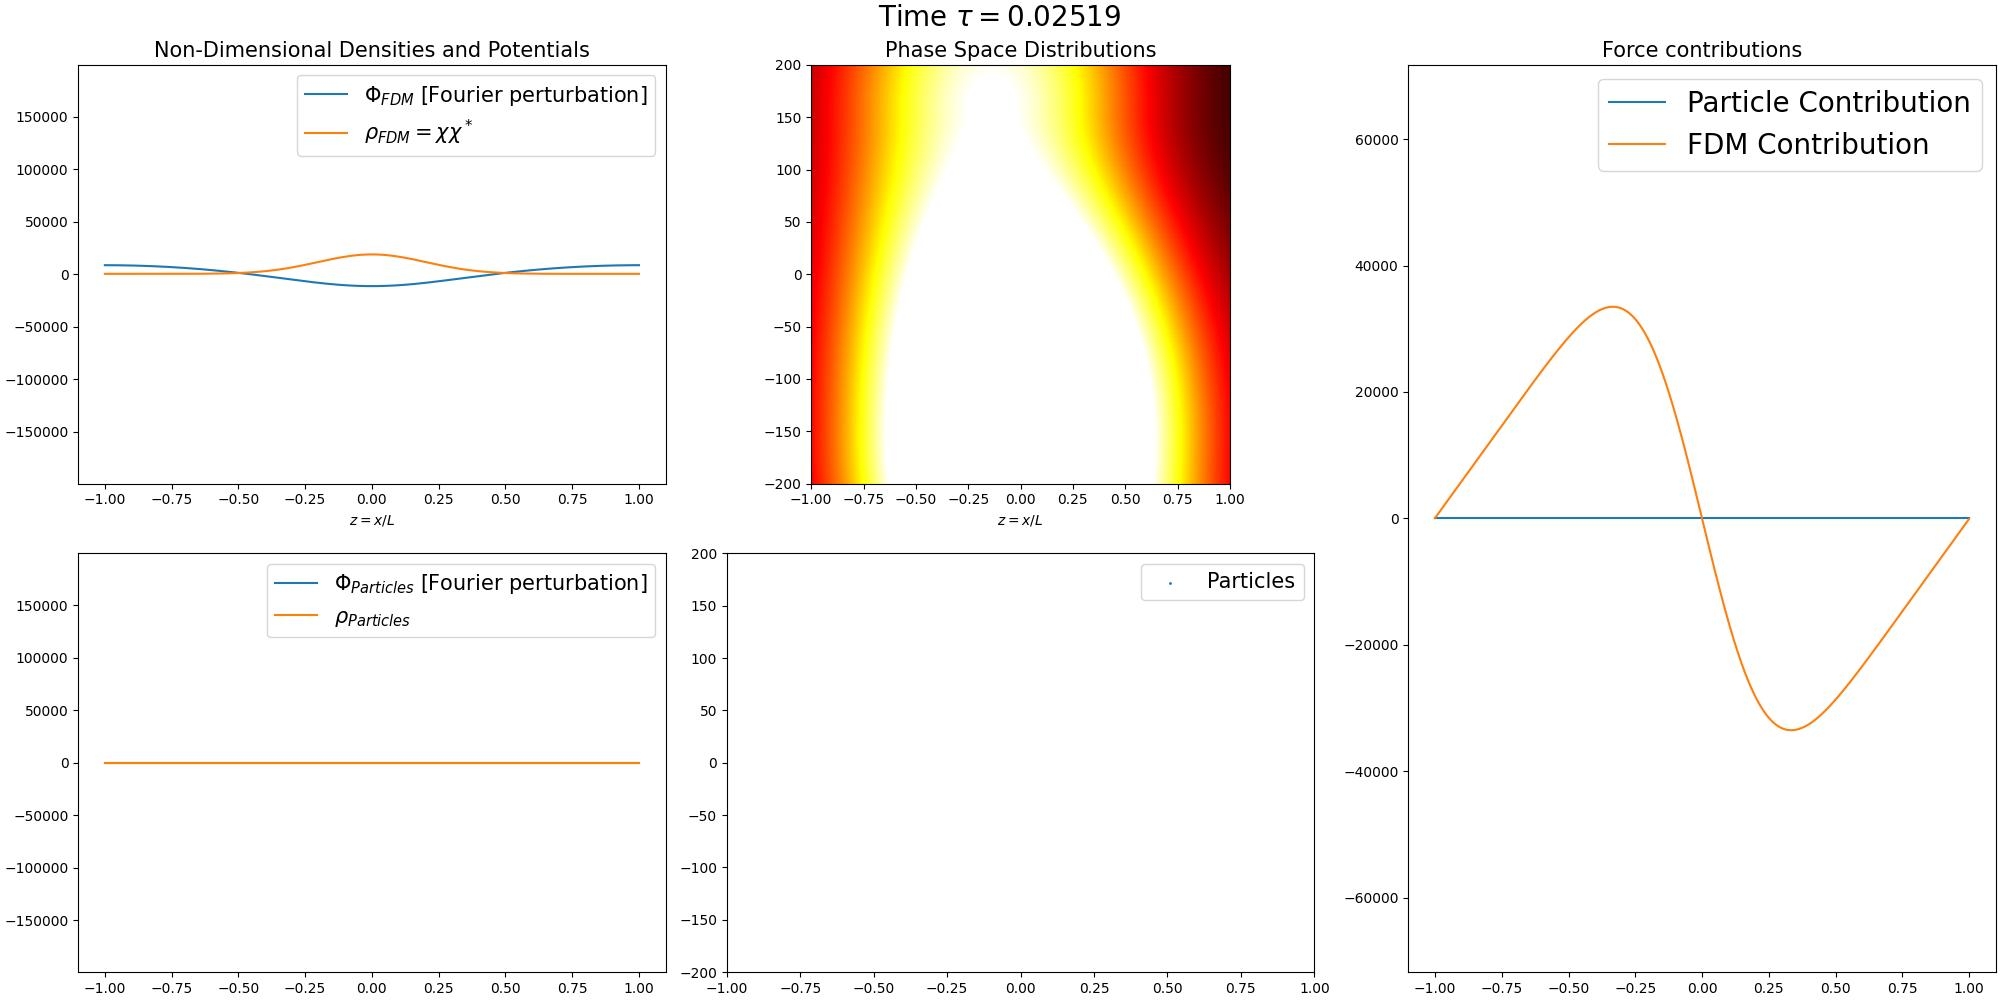 Time τ = 0.02519
Non-Dimensional Densities and Potentials
Φ_FDM [Fourier perturbation]
ρ_FDM = χχ*
150000
100000
50000
0
−50000
−100000
−150000
−1.00 −0.75 −0.50 −0.25 0.00 0.25 0.50 0.75 1.00
z = x/L
Phase Space Distributions
200
150
100
50
0
−50
−100
−150
−200
−1.00 −0.75 −0.50 −0.25 0.00 0.25 0.50 0.75 1.00
z = x/L
Force contributions
Particle Contribution
FDM Contribution
60000
40000
20000
0
−20000
−40000
−60000
−1.00 −0.75 −0.50 −0.25 0.00 0.25 0.50 0.75 1.00
Φ_Particles [Fourier perturbation]
ρ_Particles
150000
100000
50000
0
−50000
−100000
−150000
−1.00 −0.75 −0.50 −0.25 0.00 0.25 0.50 0.75 1.00
Particles
200
150
100
50
0
−50
−100
−150
−200
−1.00 −0.75 −0.50 −0.25 0.00 0.25 0.50 0.75 1.00